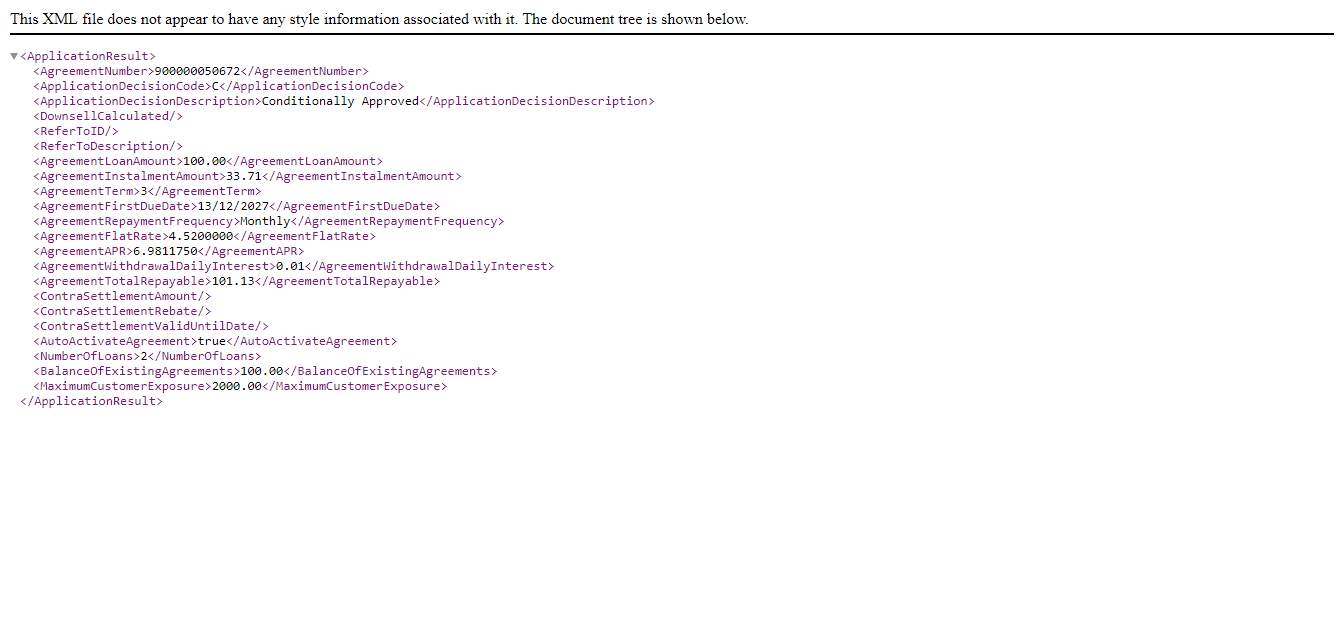 This XML file does not appear to have any style information associated with it. The document tree is shown below.
▼<ApplicationResult>
<AgreementNumber>900000050672</AgreementNumber>
<ApplicationDecisionCode>C</ApplicationDecisionCode>
<ApplicationDecisionDescription>Conditionally Approved</ApplicationDecisionDescription>
<DownsellCalculated/>
<ReferToID/>
<ReferToDescription/>
<AgreementLoanAmount>100.00</AgreementLoanAmount>
<AgreementInstalmentAmount>33.71</AgreementInstalmentAmount>
<AgreementTerm>3</AgreementTerm>
<AgreementFirstDueDate>13/12/2027</AgreementFirstDueDate>
<AgreementRepaymentFrequency>Monthly</AgreementRepaymentFrequency>
<AgreementFlatRate>4.5200000</AgreementFlatRate>
<AgreementAPR>6.9811750</AgreementAPR>
<AgreementWithdrawalDailyInterest>0.01</AgreementWithdrawalDailyInterest>
<AgreementTotalRepayable>101.13</AgreementTotalRepayable>
<ContraSettlementAmount/>
<ContraSettlementRebate/>
<ContraSettlementValidUntilDate/>
<AutoActivateAgreement>true</AutoActivateAgreement>
<NumberOfLoans>2</NumberOfLoans>
<BalanceOfExistingAgreements>100.00</BalanceOfExistingAgreements>
<MaximumCustomerExposure>2000.00</MaximumCustomerExposure>
</ApplicationResult>